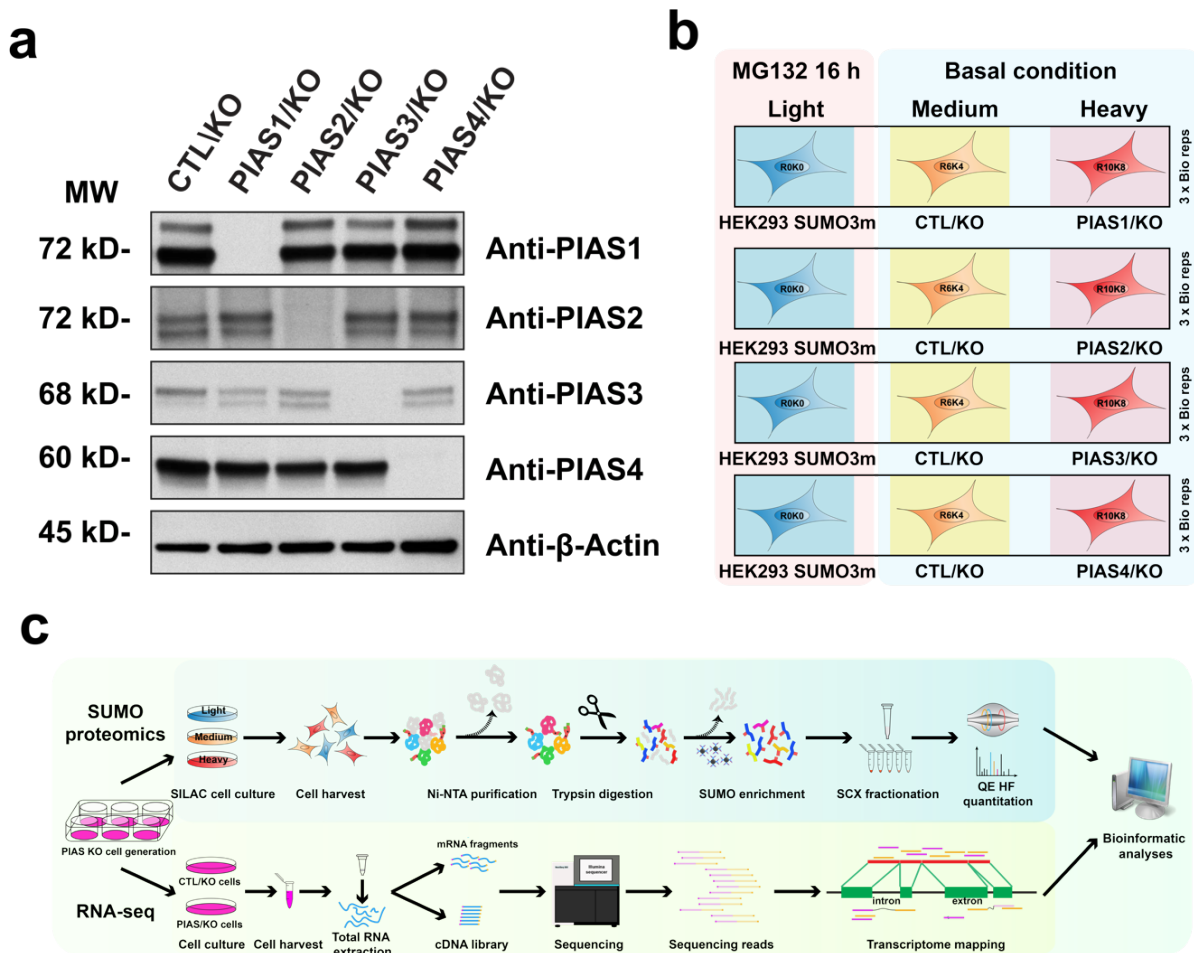 a
CTL\KO
PIAS1/KO
PIAS2/KO
PIAS3/KO
PIAS4/KO
MW
72 kD-
Anti-PIAS1
72 kD-
Anti-PIAS2
68 kD-
Anti-PIAS3
60 kD-
Anti-PIAS4
45 kD-
Anti-β-Actin
b
MG132 16 h
Basal condition
Light
Medium
Heavy
R0K0
R6K4
R10K8
3 x Bio reps
HEK293 SUMO3m
CTL/KO
PIAS1/KO
R0K0
R6K4
R10K8
3 x Bio reps
HEK293 SUMO3m
CTL/KO
PIAS2/KO
R0K0
R6K4
R10K8
3 x Bio reps
HEK293 SUMO3m
CTL/KO
PIAS3/KO
R0K0
R6K4
R10K8
3 x Bio reps
HEK293 SUMO3m
CTL/KO
PIAS4/KO
c
SUMO
proteomics
Light
Medium
Heavy
SILAC cell culture
Cell harvest
Ni-NTA purification
Trypsin digestion
SUMO enrichment
SCX fractionation
QE HF
quantitation
PIAS KO cell generation
Bioinformatic
analyses
RNA-seq
CTL/KO cells
PIAS/KO cells
Cell culture
Cell harvest
Total RNA
extraction
mRNA fragments
cDNA library
Illumina
sequencer
Sequencing
Sequencing reads
intron
extron
Transcriptome mapping